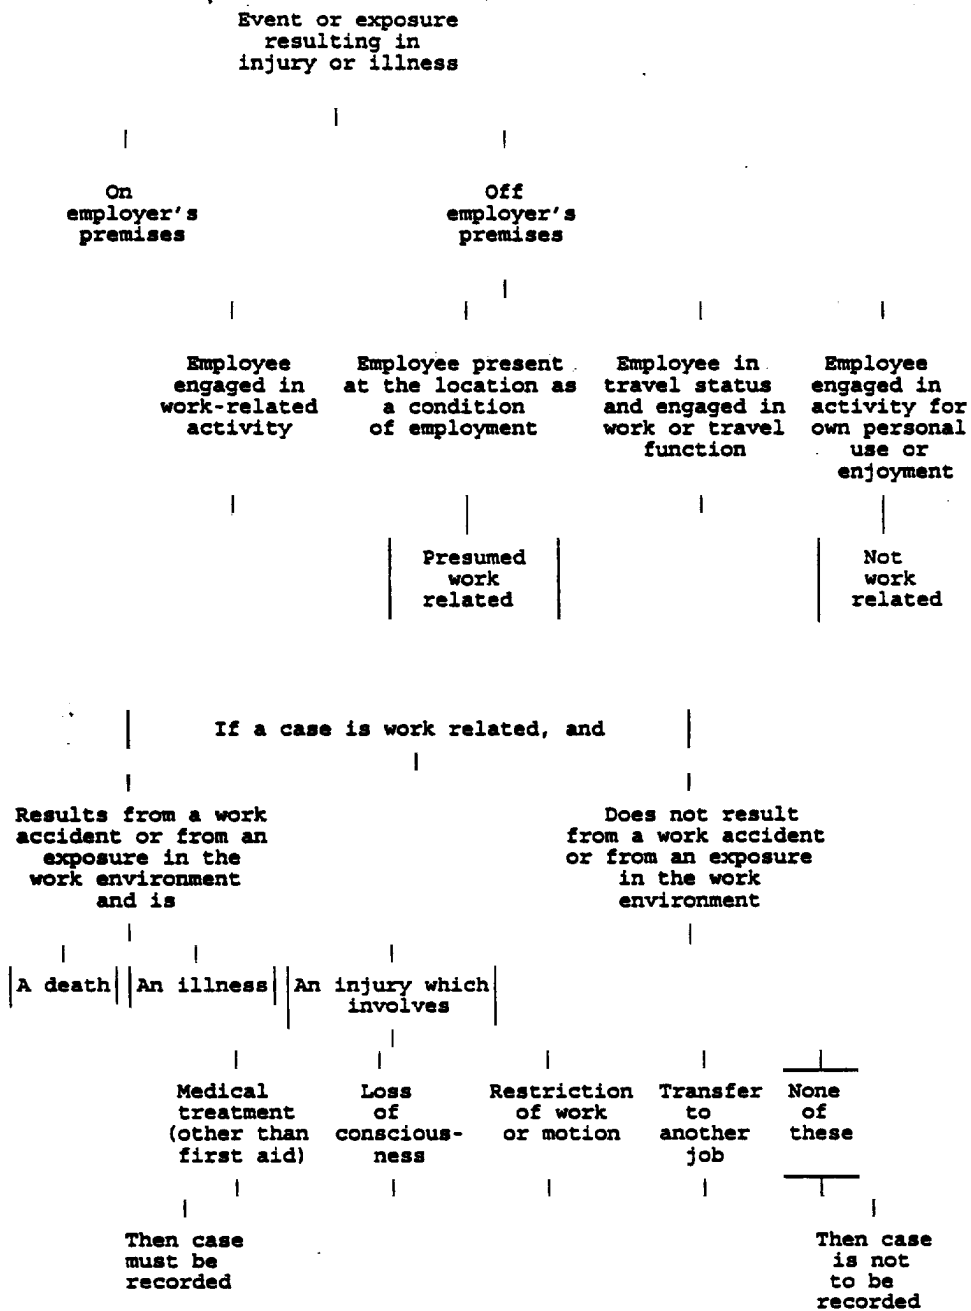 Event or exposure
resulting in
injury or illness
On
employer's
premises
Off
employer's
premises
Employee
engaged in
work-related
activity
Employee present
at the location as
a condition
of employment
Employee in
travel status
and engaged in
work or travel
function
Employee
engaged in
activity for
own personal
use or
enjoyment
Presumed
work
related
Not
work
related
If a case is work related, and
Results from a work
accident or from an
exposure in the
work environment
and is
Does not result
from a work accident
or from an exposure
in the work
environment
A death
An illness
An injury which
involves
Medical
treatment
(other than
first aid)
Loss
of
conscious-
ness
Restriction
of work
or motion
Transfer
to
another
job
None
of
these
Then case
must be
recorded
Then case
is not
to be
recorded